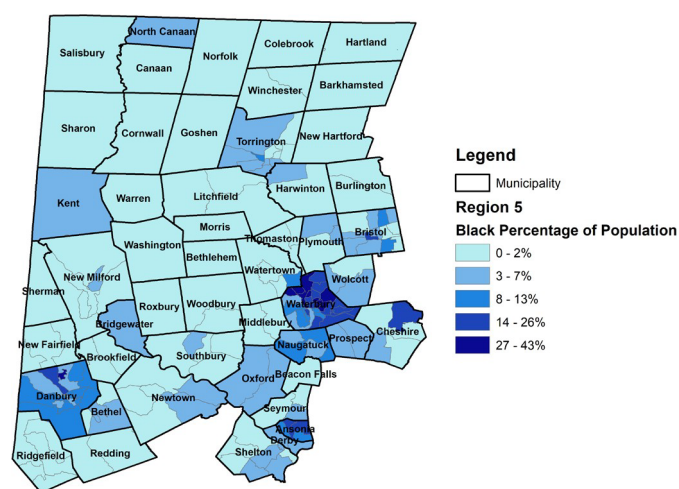 North Canaan
Salisbury
Norfolk
Colebrook
Hartland
Canaan
Winchester
Barkhamsted
Sharon
Cornwall
Goshen
Torrington
New Hartford
Legend
Municipality
Kent
Warren
Litchfield
Harwinton
Burlington
Region 5
Morris
Black Percentage of Population
Washington
Thomaston
Plymouth
Bristol
0 - 2%
Bethlehem
New Milford
Watertown
Wolcott
3 - 7%
Sherman
Roxbury
Woodbury
Waterbury
8 - 13%
Bridgewater
Middlebury
14 - 26%
Cheshire
New Fairfield
Brookfield
Southbury
Naugatuck
Prospect
27 - 43%
Danbury
Bethel
Newtown
Oxford
Beacon Falls
Seymour
Ansonia
Derby
Ridgefield
Redding
Shelton